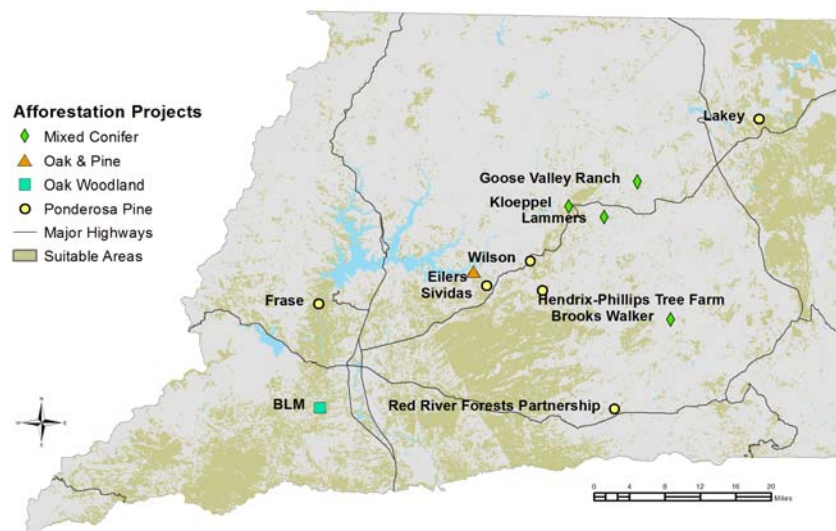 Afforestation Projects
Mixed Conifer
Oak & Pine
Oak Woodland
Ponderosa Pine
Major Highways
Suitable Areas
Lakey
Goose Valley Ranch
Kloeppel
Lammers
Wilson
Eilers
Sividas
Frase
Hendrix-Phillips Tree Farm
Brooks Walker
BLM
Red River Forests Partnership
0 4 8 12 16 20
Miles